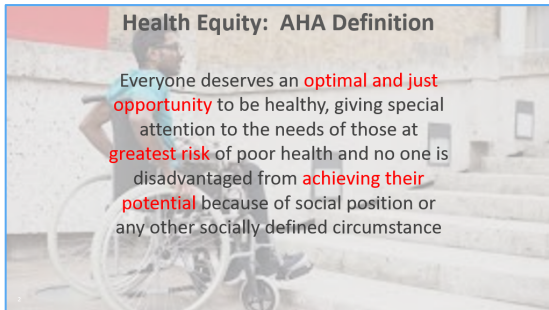 Health Equity: AHA Definition
Everyone deserves an optimal and just
opportunity to be healthy, giving special
attention to the needs of those at
greatest risk of poor health and no one is
disadvantaged from achieving their
potential because of social position or
any other socially defined circumstance